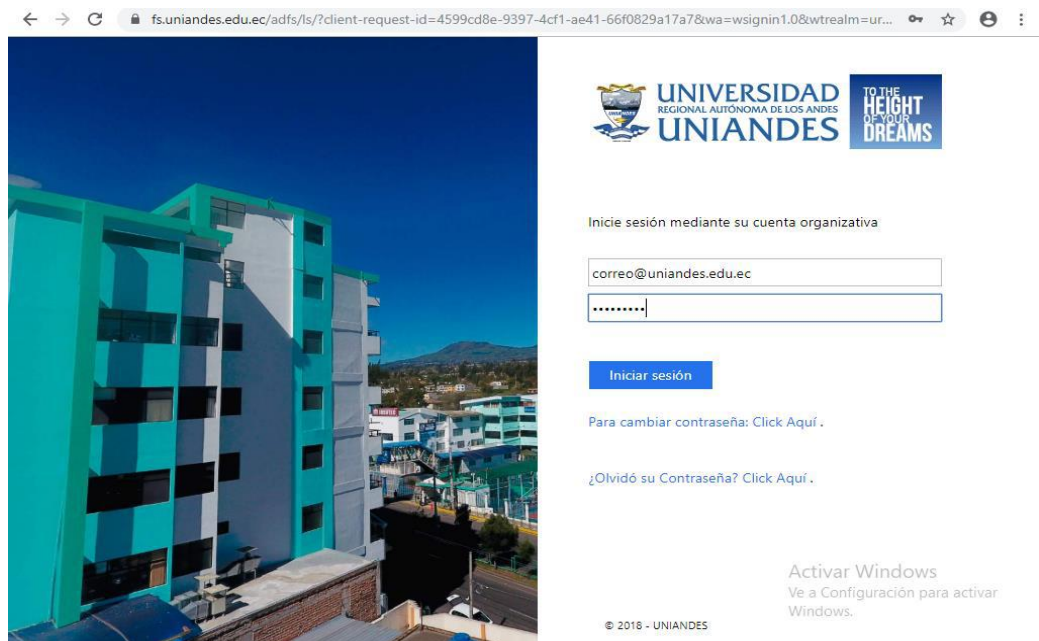 fs.uniandes.edu.ec/adfs/ls/?client-request-id=4599cd8e-9397-4cf1-ae41-66f0829a17a7&wa=wsignin1.0&wtrealm=ur...
UNIVERSIDAD
REGIONAL AUTÓNOMA DE LOS ANDES
UNIANDES
TO THE
HEIGHT
OF YOUR
DREAMS
Inicie sesión mediante su cuenta organizativa
correo@uniandes.edu.ec
•••••••••
Iniciar sesión
Para cambiar contraseña: Click Aquí .
¿Olvidó su Contraseña? Click Aquí .
Activar Windows
Ve a Configuración para activar
Windows.
© 2018 - UNIANDES